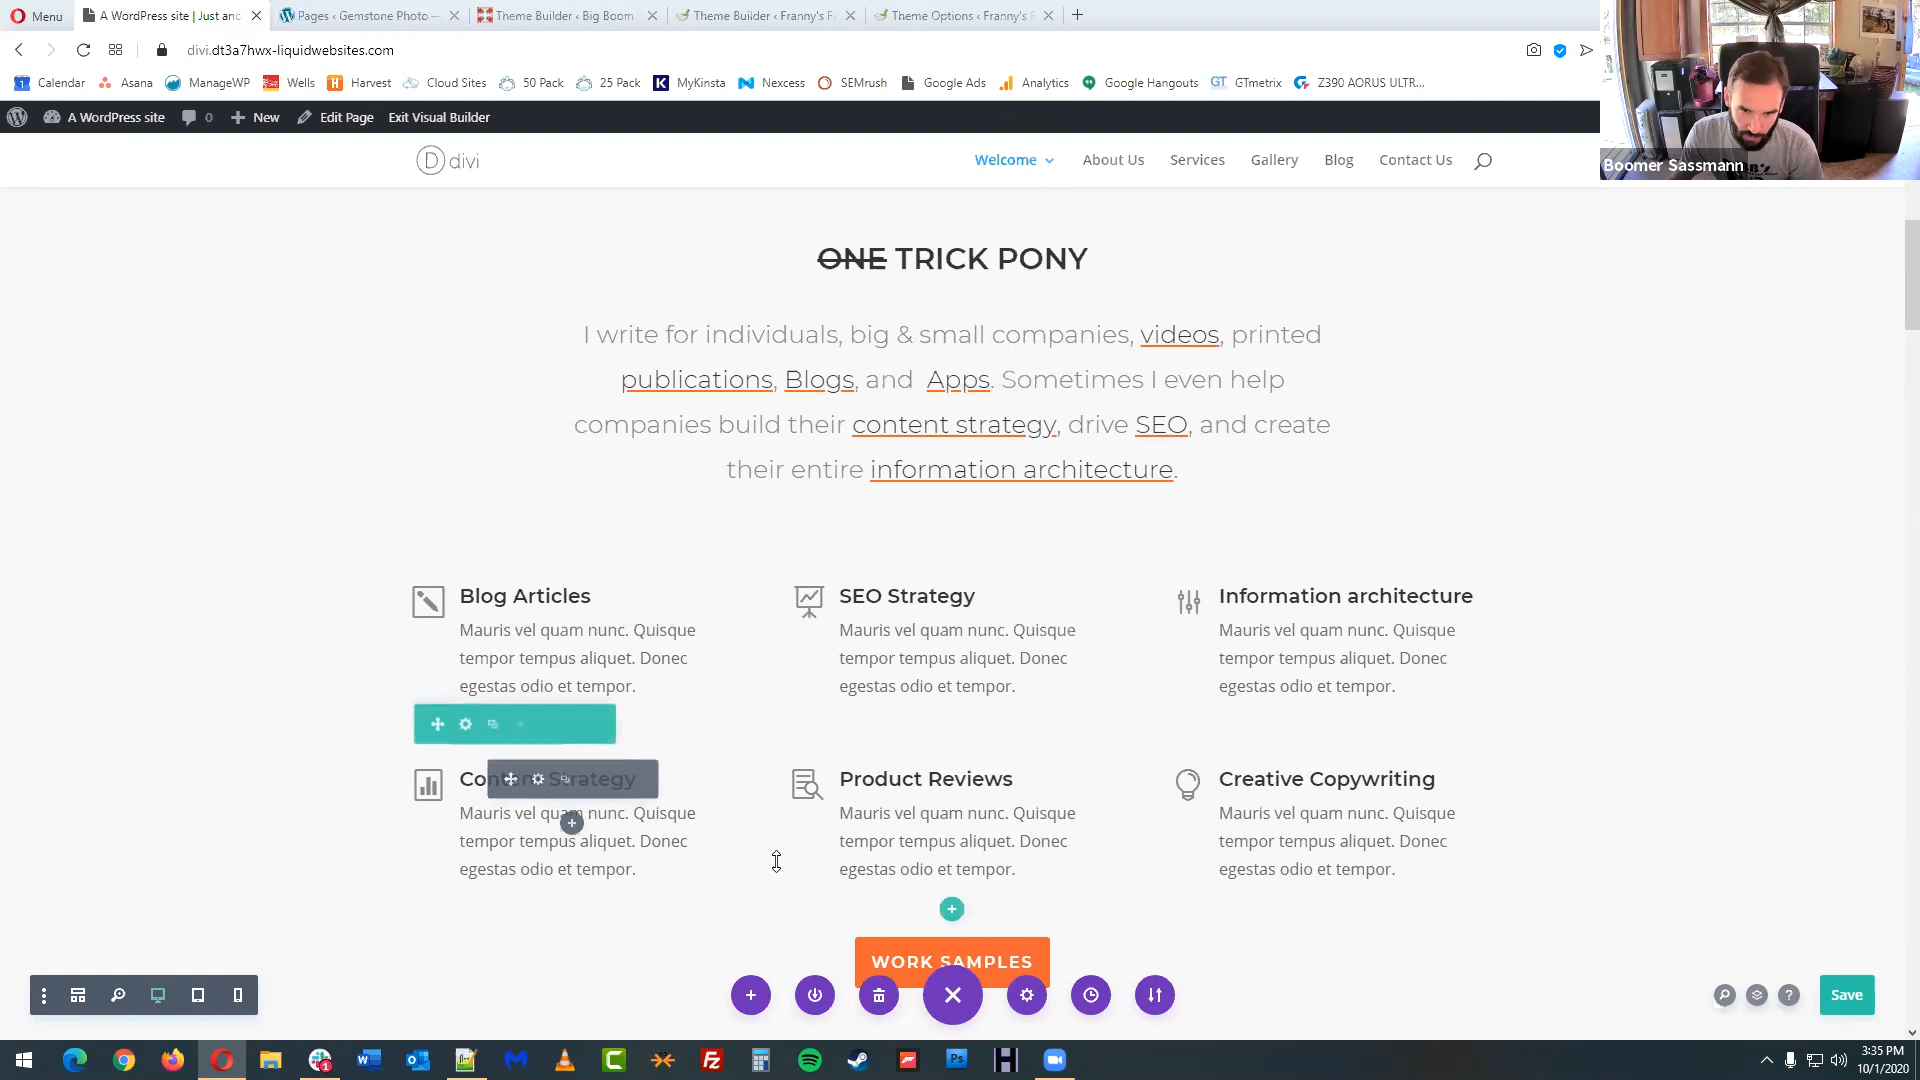 Menu
A WordPress site | Just and
Pages ‹ Gemstone Photo —
Theme Builder ‹ Big Boom
Theme Builder ‹ Franny's F
Theme Options ‹ Franny's F
divi.dt3a7hwx-liquidwebsites.com
Calendar
Asana
ManageWP
Wells
Harvest
Cloud Sites
50 Pack
25 Pack
MyKinsta
Nexcess
SEMrush
Google Ads
Analytics
Google Hangouts
GTmetrix
Z390 AORUS ULTR...
A WordPress site
0
New
Edit Page
Exit Visual Builder
Boomer Sassmann
divi
Welcome
About Us
Services
Gallery
Blog
Contact Us
ONE TRICK PONY
I write for individuals, big & small companies, videos, printed
publications, Blogs, and Apps. Sometimes I even help
companies build their content strategy, drive SEO, and create
their entire information architecture.
Blog Articles
Mauris vel quam nunc. Quisque
tempor tempus aliquet. Donec
egestas odio et tempor.
SEO Strategy
Mauris vel quam nunc. Quisque
tempor tempus aliquet. Donec
egestas odio et tempor.
Information architecture
Mauris vel quam nunc. Quisque
tempor tempus aliquet. Donec
egestas odio et tempor.
Content Strategy
Mauris vel quam nunc. Quisque
tempor tempus aliquet. Donec
egestas odio et tempor.
Product Reviews
Mauris vel quam nunc. Quisque
tempor tempus aliquet. Donec
egestas odio et tempor.
Creative Copywriting
Mauris vel quam nunc. Quisque
tempor tempus aliquet. Donec
egestas odio et tempor.
WORK SAMPLES
Save
3:35 PM
10/1/2020